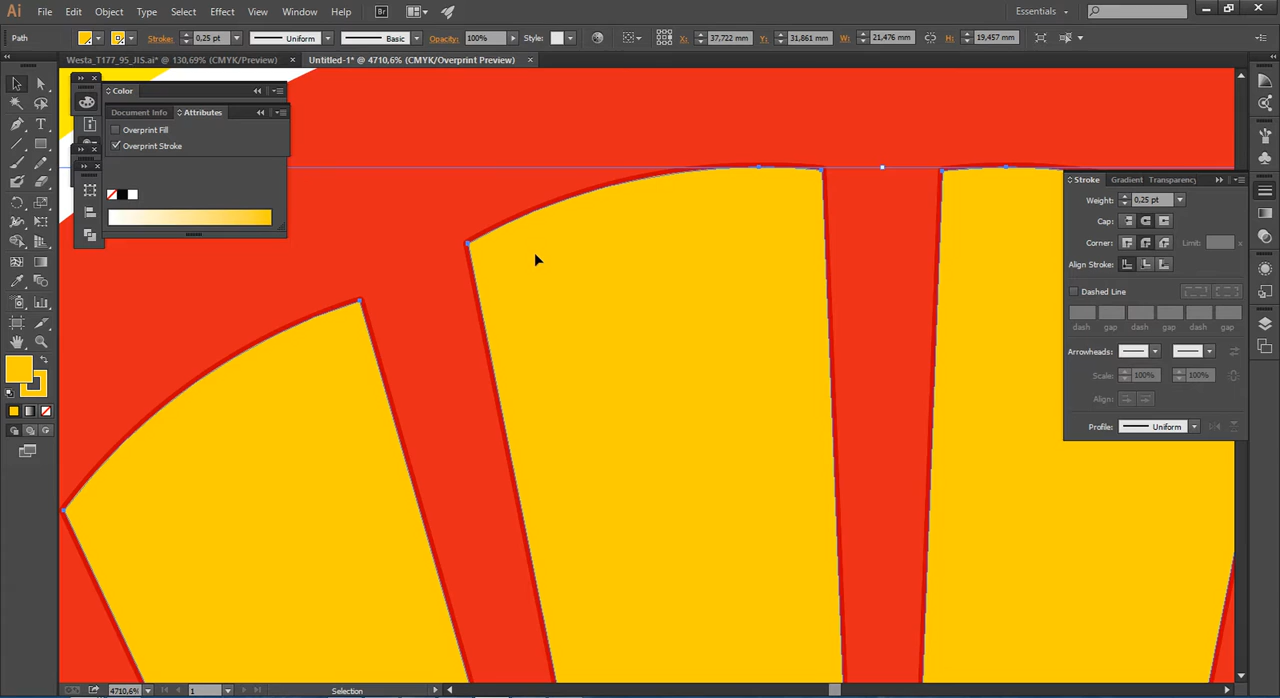 Ai File Edit Object Type Select Effect View Window Help Br Essentials
Path Stroke: 0,25 pt Uniform Basic Opacity: 100% Style: X: 37,722 mm Y: 31,861 mm W: 21,476 mm H: 19,457 mm
Westa_T177_95_JIS.ai* @ 130,69% (CMYK/Preview) × Untitled-1* @ 4710,6% (CMYK/Overprint Preview) ×
Color
Document Info Attributes
Overprint Fill
Overprint Stroke
Stroke Gradient Transparency
Weight: 0,25 pt
Cap:
Corner: Limit: x
Align Stroke:
Dashed Line
dash gap dash gap dash gap
Arrowheads:
Scale: 100% 100%
Align:
Profile: Uniform
4710,6% 1 Selection